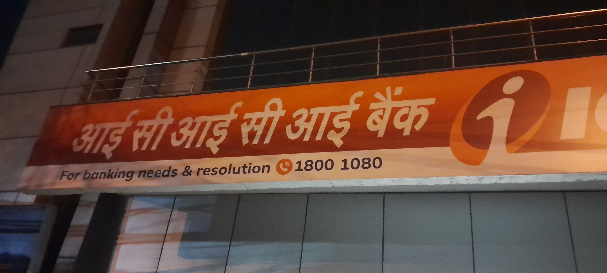 आई सी आई सी आई बैंक
For banking needs & resolution 1800 1080